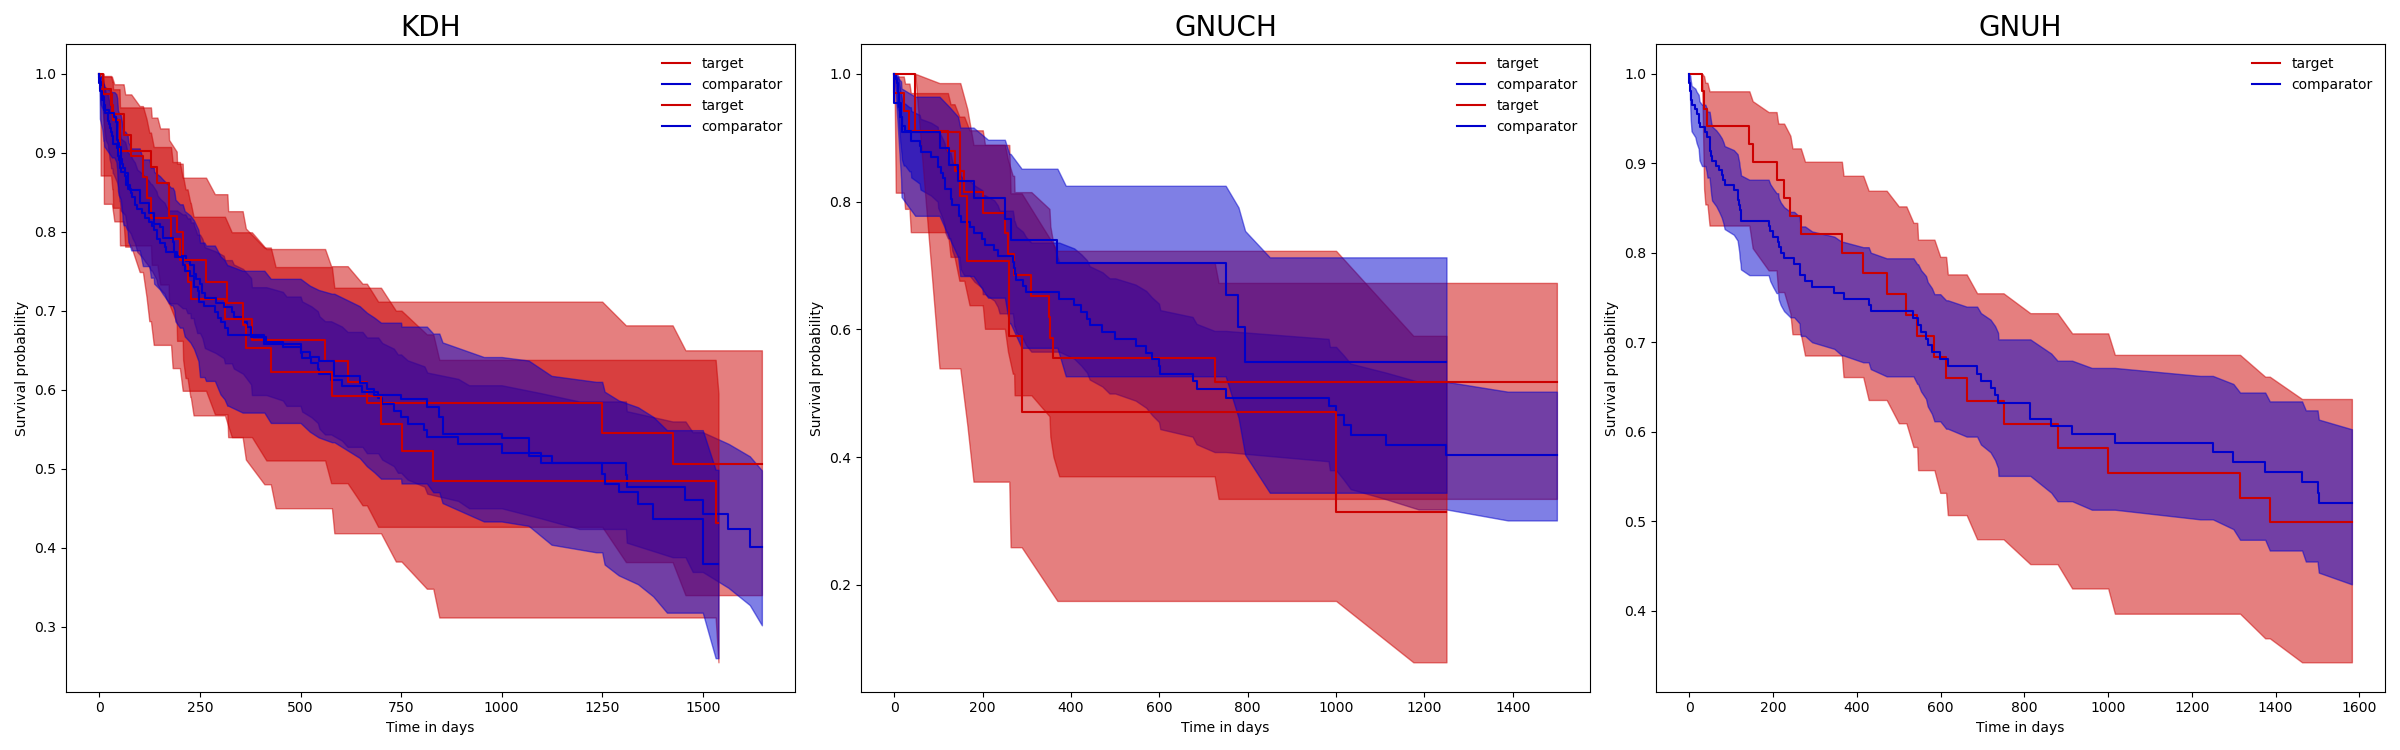 KDH
target
comparator
target
comparator
1.0
0.9
0.8
0.7
0.6
0.5
0.4
0.3
Survival probability
0 250 500 750 1000 1250 1500
Time in days
GNUCH
target
comparator
target
comparator
1.0
0.8
0.6
0.4
0.2
Survival probability
0 200 400 600 800 1000 1200 1400
Time in days
GNUH
target
comparator
1.0
0.9
0.8
0.7
0.6
0.5
0.4
Survival probability
0 200 400 600 800 1000 1200 1400 1600
Time in days